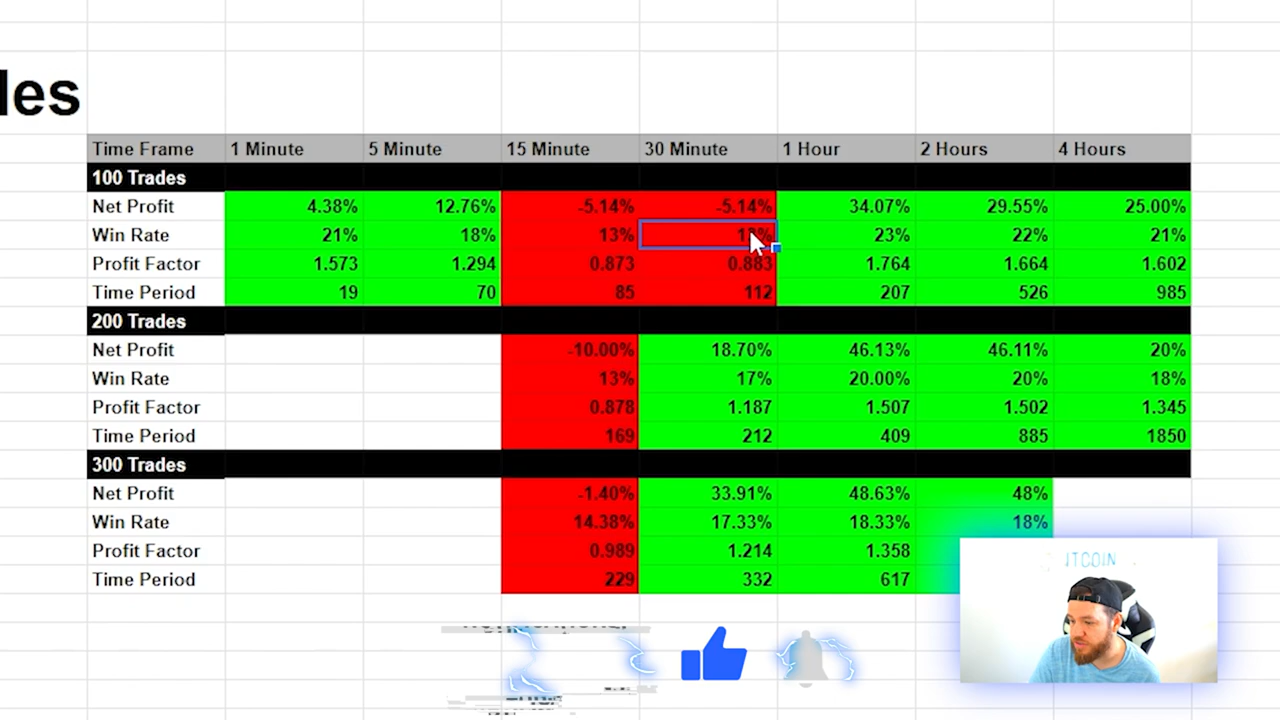 les
Time Frame 1 Minute 5 Minute 15 Minute 30 Minute 1 Hour 2 Hours 4 Hours
100 Trades
Net Profit 4.38% 12.76% -5.14% -5.14% 34.07% 29.55% 25.00%
Win Rate 21% 18% 13% 23% 22% 21%
Profit Factor 1.573 1.294 0.873 0.883 1.764 1.664 1.602
Time Period 19 70 85 112 207 526 985
200 Trades
Net Profit -10.00% 18.70% 46.13% 46.11% 20%
Win Rate 13% 17% 20.00% 20% 18%
Profit Factor 0.878 1.187 1.507 1.502 1.345
Time Period 169 212 409 885 1850
300 Trades
Net Profit -1.40% 33.91% 48.63% 48%
Win Rate 14.38% 17.33% 18.33% 18%
Profit Factor 0.989 1.214 1.358
Time Period 229 332 617
ITCOIN